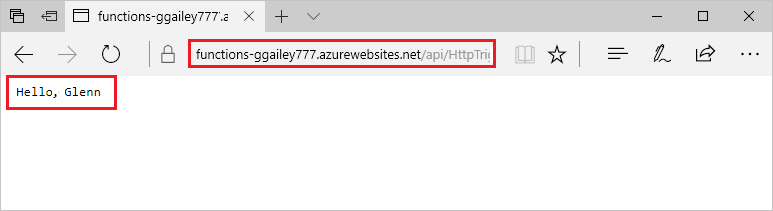 functions-ggailey777.a
functions-ggailey777.azurewebsites.net/api/HttpTrig
Hello, Glenn